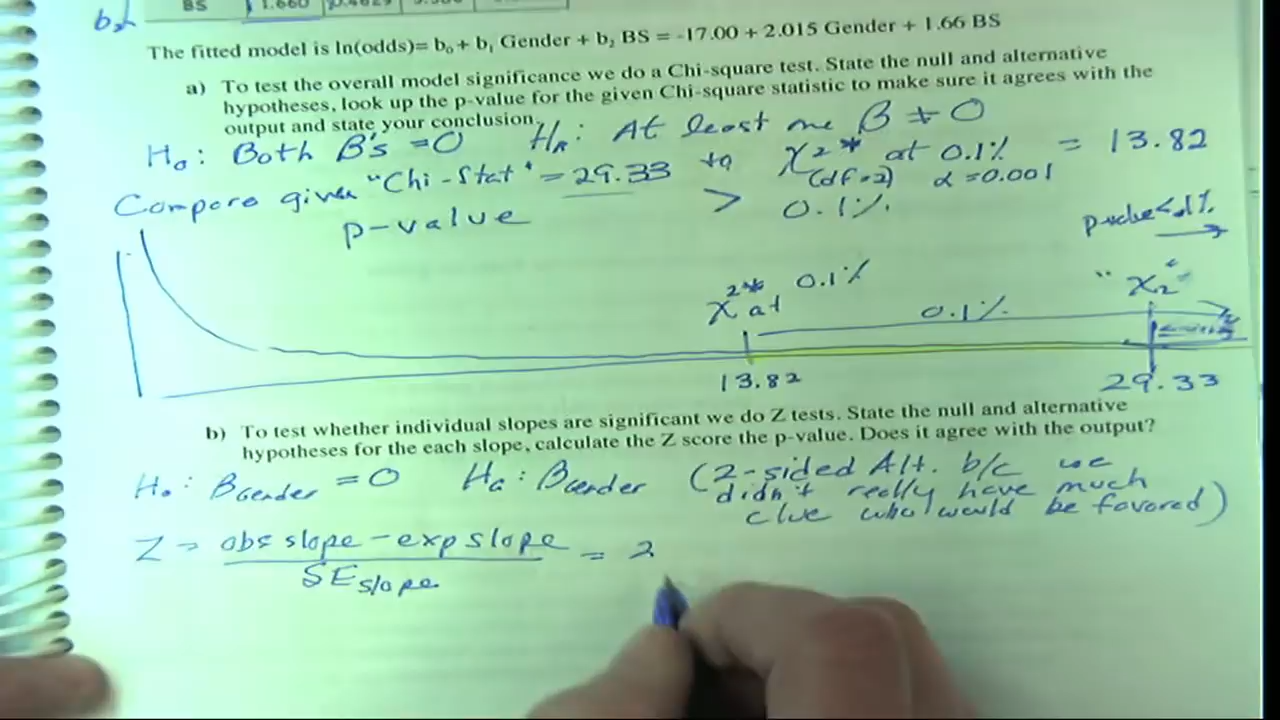 b2
BS 1.660 0.4629
The fitted model is ln(odds)= b₀ + b₁ Gender + b₂ BS = -17.00 + 2.015 Gender + 1.66 BS
a) To test the overall model significance we do a Chi-square test. State the null and alternative
hypotheses, look up the p-value for the given Chi-square statistic to make sure it agrees with the
output and state your conclusion.
H₀: Both B's = 0 HA: At least one β ≠ 0
Compare given "Chi-Stat" = 29.33 to χ²* at 0.1% = 13.82
(df=2) α = 0.001
p-value > 0.1%
p-value < .1%
χ²* at 0.1%
0.1%
"χ²"
13.82
29.33
b) To test whether individual slopes are significant we do Z tests. State the null and alternative
hypotheses for the each slope, calculate the Z score the p-value. Does it agree with the output?
H₀: BGender = 0 Ha: BGender (2-sided Alt. b/c we
didn't really have much
clue who would be favored)
Z = obs slope - exp slope = 2
SEslope